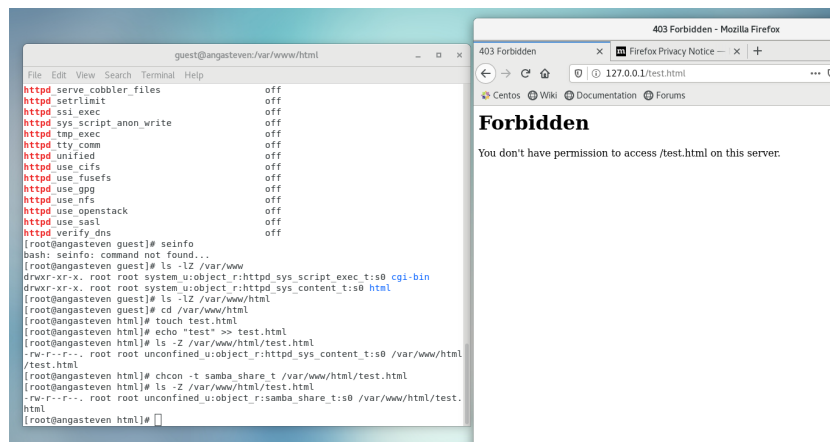 guest@angasteven:/var/www/html
File Edit View Search Terminal Help
httpd_serve_cobbler_files off
httpd_setrlimit off
httpd_ssi_exec off
httpd_sys_script_anon_write off
httpd_tmp_exec off
httpd_tty_comm off
httpd_unified off
httpd_use_cifs off
httpd_use_fusefs off
httpd_use_gpg off
httpd_use_nfs off
httpd_use_openstack off
httpd_use_sasl off
httpd_verify_dns off
[root@angasteven guest]# seinfo
bash: seinfo: command not found...
[root@angasteven guest]# ls -lZ /var/www
drwxr-xr-x. root root system_u:object_r:httpd_sys_script_exec_t:s0 cgi-bin
drwxr-xr-x. root root system_u:object_r:httpd_sys_content_t:s0 html
[root@angasteven guest]# ls -lZ /var/www/html
[root@angasteven guest]# cd /var/www/html
[root@angasteven html]# touch test.html
[root@angasteven html]# echo "test" >> test.html
[root@angasteven html]# ls -Z /var/www/html/test.html
-rw-r--r--. root root unconfined_u:object_r:httpd_sys_content_t:s0 /var/www/html
/test.html
[root@angasteven html]# chcon -t samba_share_t /var/www/html/test.html
[root@angasteven html]# ls -Z /var/www/html/test.html
-rw-r--r--. root root unconfined_u:object_r:samba_share_t:s0 /var/www/html/test.
html
[root@angasteven html]#
403 Forbidden - Mozilla Firefox
403 Forbidden
Firefox Privacy Notice —
127.0.0.1/test.html
Centos Wiki Documentation Forums
Forbidden
You don't have permission to access /test.html on this server.